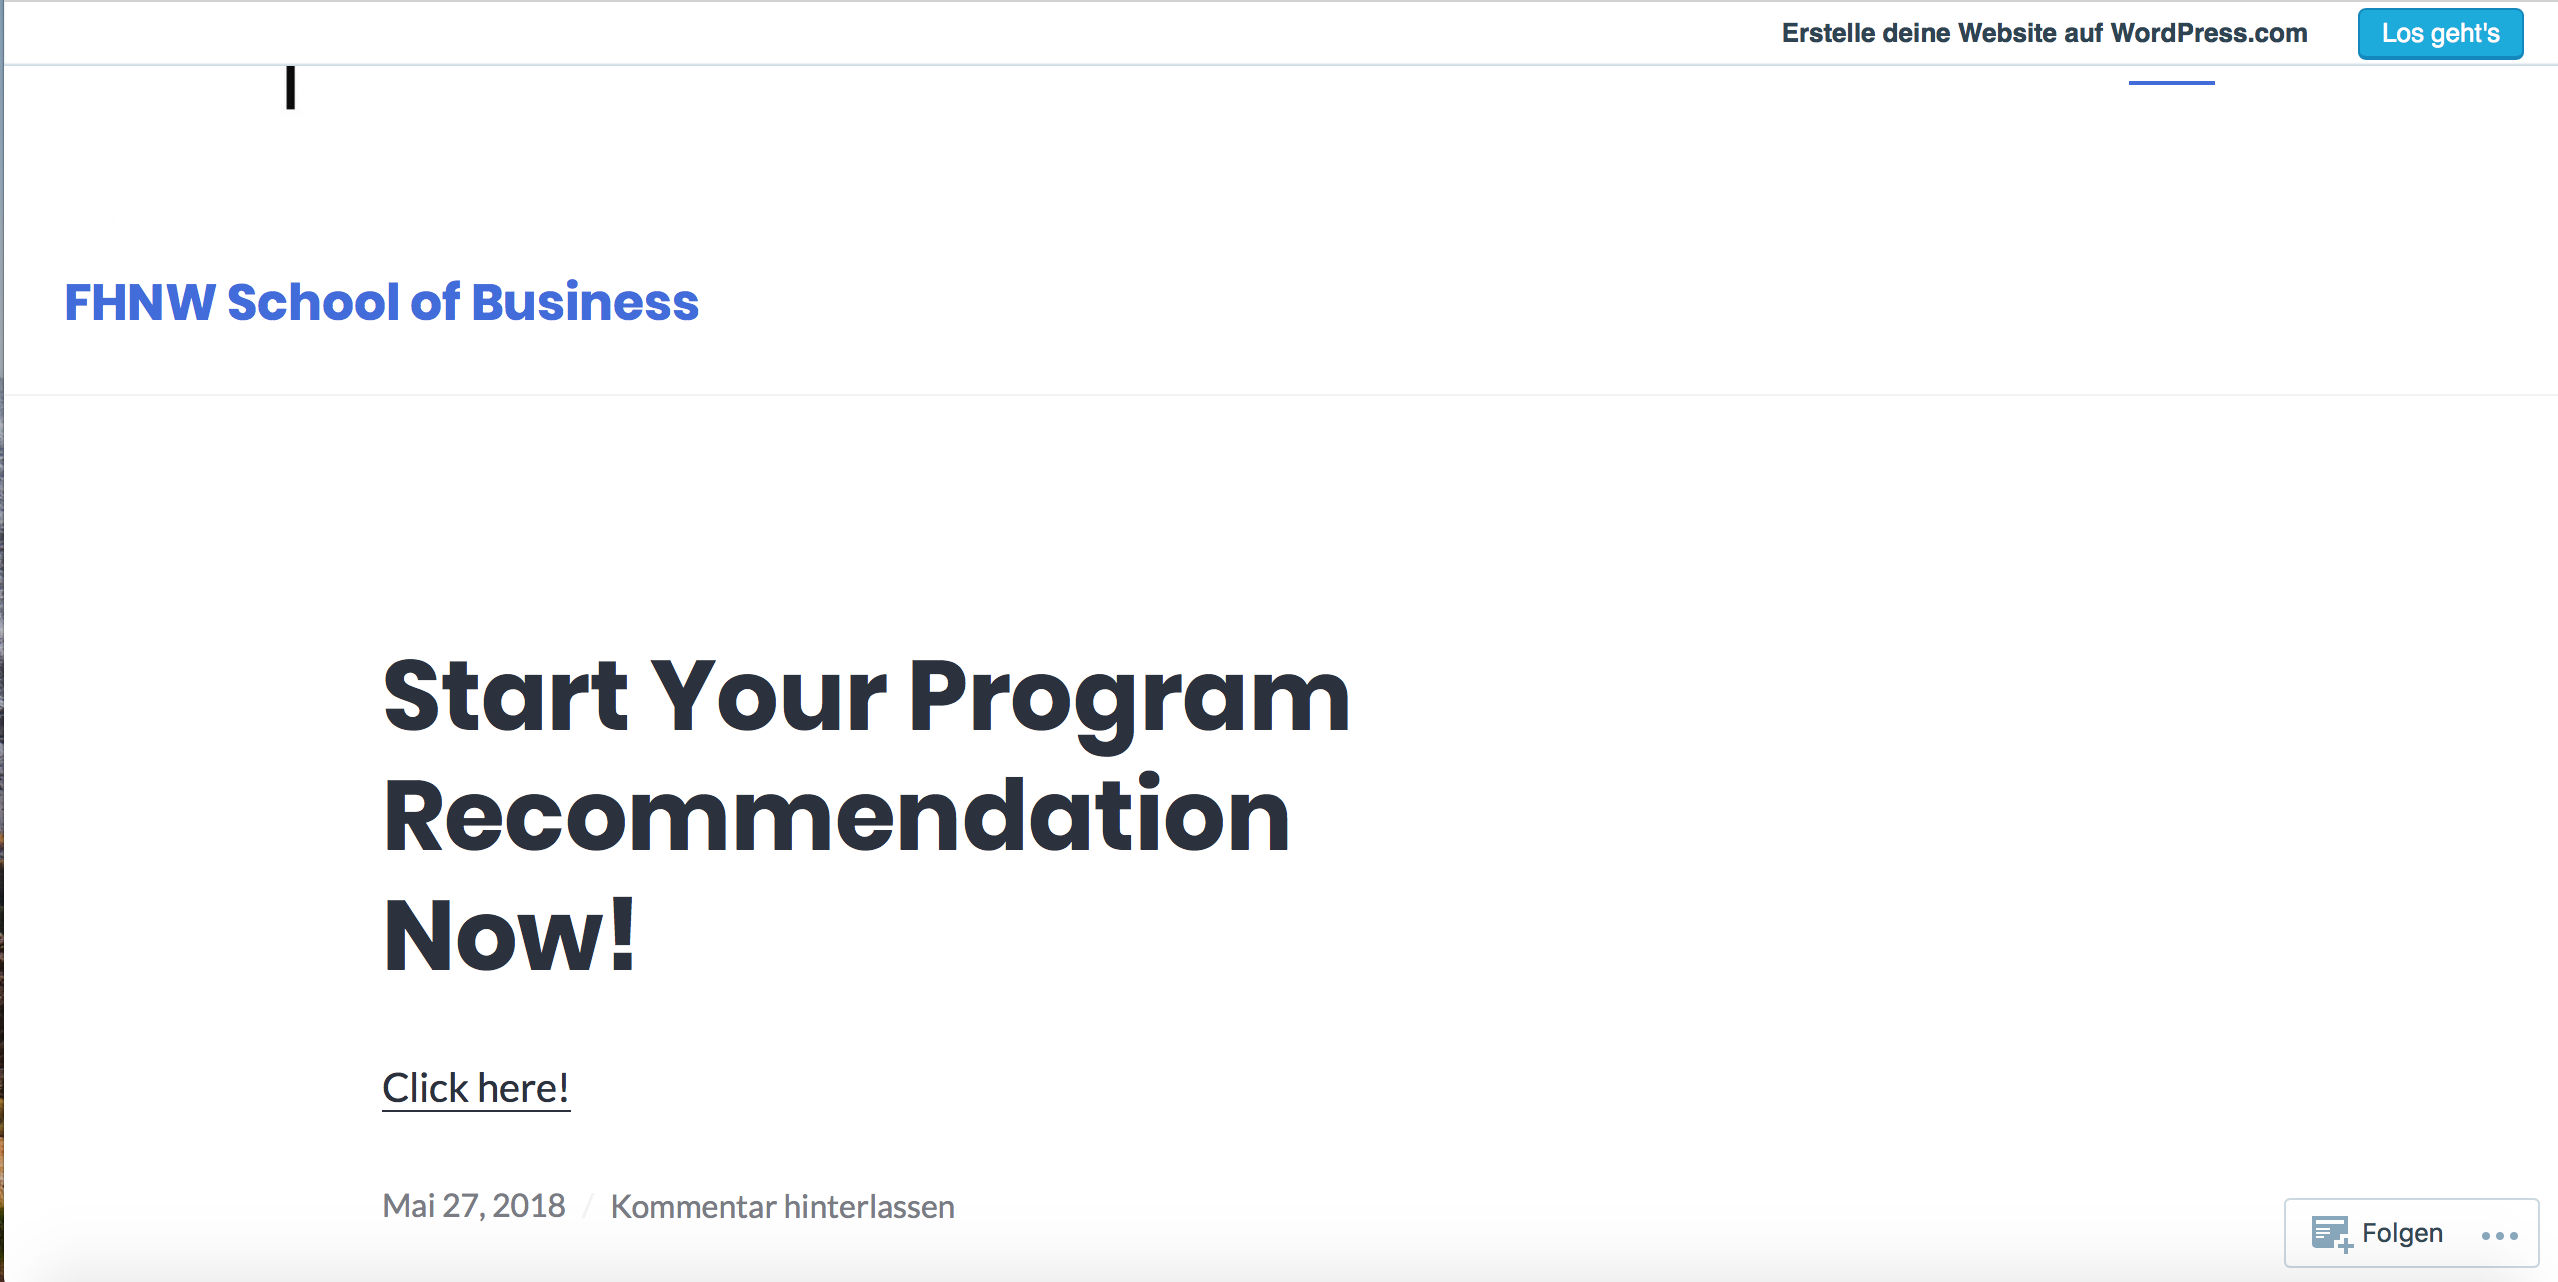 Erstelle deine Website auf WordPress.com
Los geht's
FHNW School of Business
Start Your Program
Recommendation
Now!
Click here!
Mai 27, 2018 / Kommentar hinterlassen
Folgen